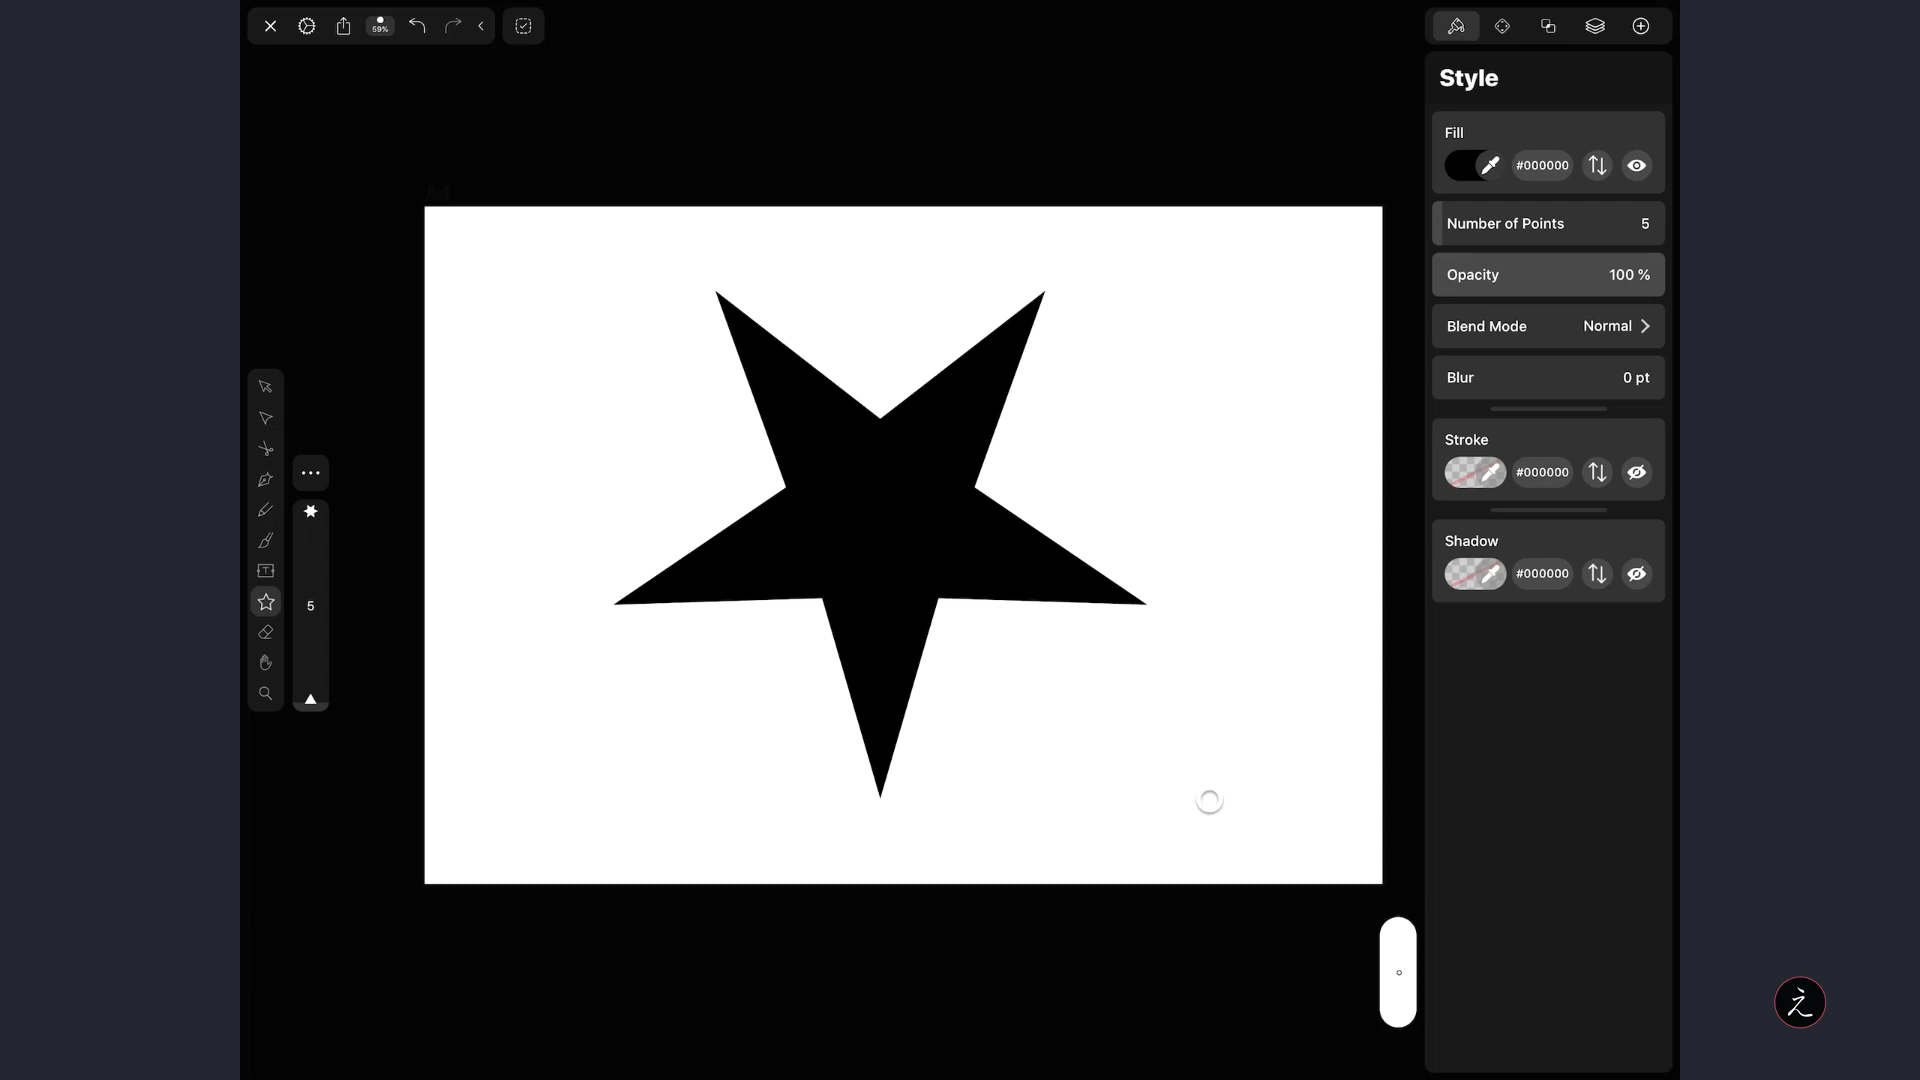 59%
Style
Fill
#000000
Number of Points 5
Opacity 100 %
Blend Mode Normal
Blur 0 pt
Stroke
#000000
Shadow
#000000
T
5
え